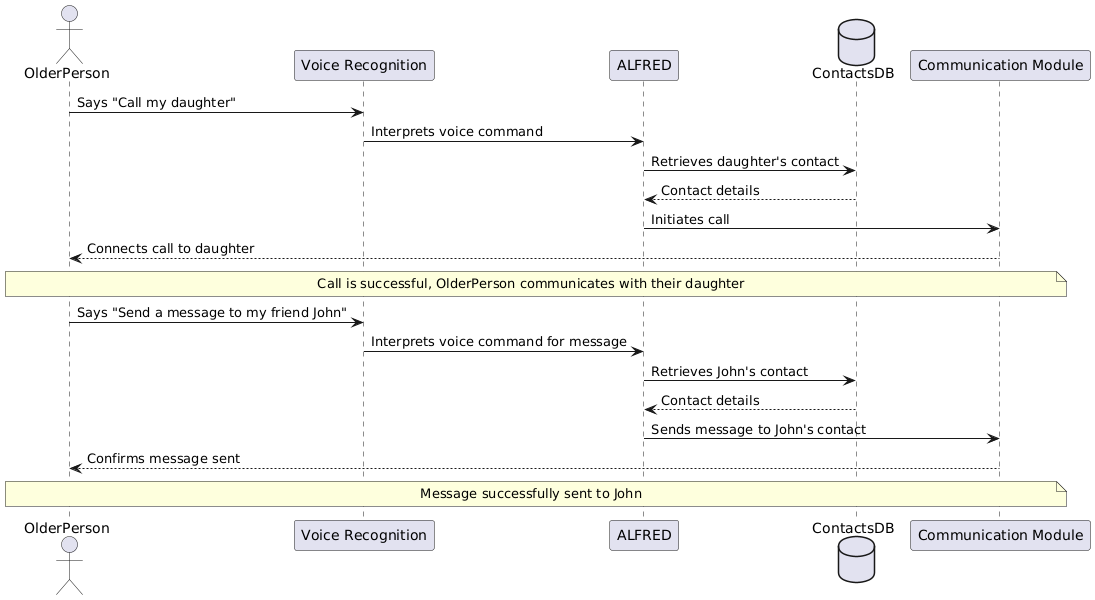 OlderPerson
Voice Recognition
ALFRED
ContactsDB
Communication Module
Says "Call my daughter"
Interprets voice command
Retrieves daughter's contact
Contact details
Initiates call
Connects call to daughter
Call is successful, OlderPerson communicates with their daughter
Says "Send a message to my friend John"
Interprets voice command for message
Retrieves John's contact
Contact details
Sends message to John's contact
Confirms message sent
Message successfully sent to John
OlderPerson
Voice Recognition
ALFRED
ContactsDB
Communication Module